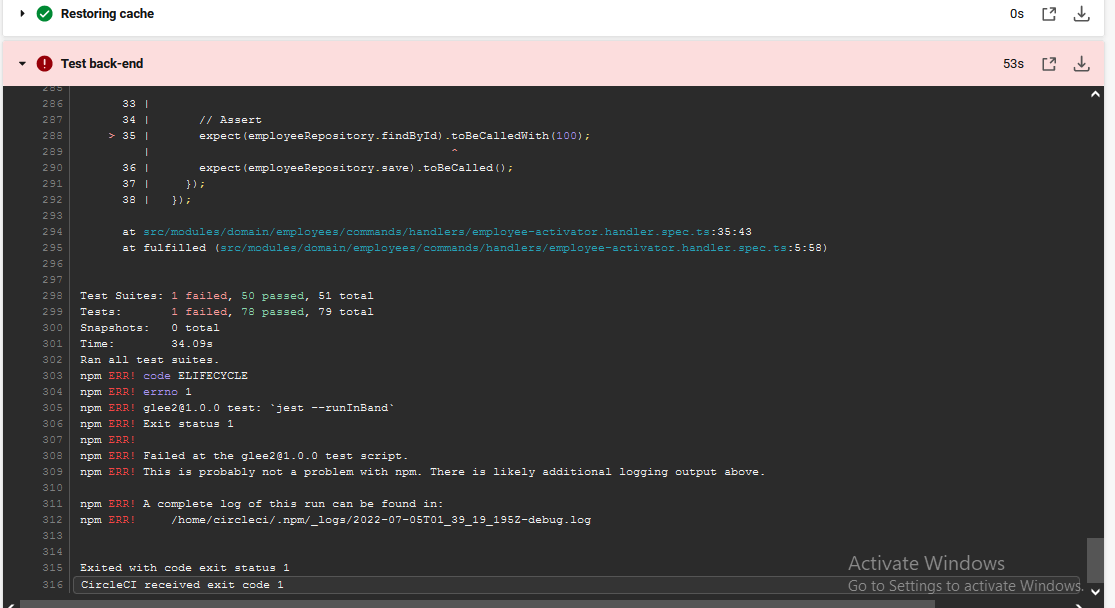 Restoring cache 0s
Test back-end 53s
285
286 33 |
287 34 | // Assert
288 > 35 | expect(employeeRepository.findById).toBeCalledWith(100);
289 | ^
290 36 | expect(employeeRepository.save).toBeCalled();
291 37 | });
292 38 | });
293
294 at src/modules/domain/employees/commands/handlers/employee-activator.handler.spec.ts:35:43
295 at fulfilled (src/modules/domain/employees/commands/handlers/employee-activator.handler.spec.ts:5:58)
296
297
298 Test Suites: 1 failed, 50 passed, 51 total
299 Tests: 1 failed, 78 passed, 79 total
300 Snapshots: 0 total
301 Time: 34.09s
302 Ran all test suites.
303 npm ERR! code ELIFECYCLE
304 npm ERR! errno 1
305 npm ERR! glee2@1.0.0 test: `jest --runInBand`
306 npm ERR! Exit status 1
307 npm ERR!
308 npm ERR! Failed at the glee2@1.0.0 test script.
309 npm ERR! This is probably not a problem with npm. There is likely additional logging output above.
310
311 npm ERR! A complete log of this run can be found in:
312 npm ERR! /home/circleci/.npm/_logs/2022-07-05T01_39_19_195Z-debug.log
313
314
315 Exited with code exit status 1
316 CircleCI received exit code 1
Activate Windows
Go to Settings to activate Windows.